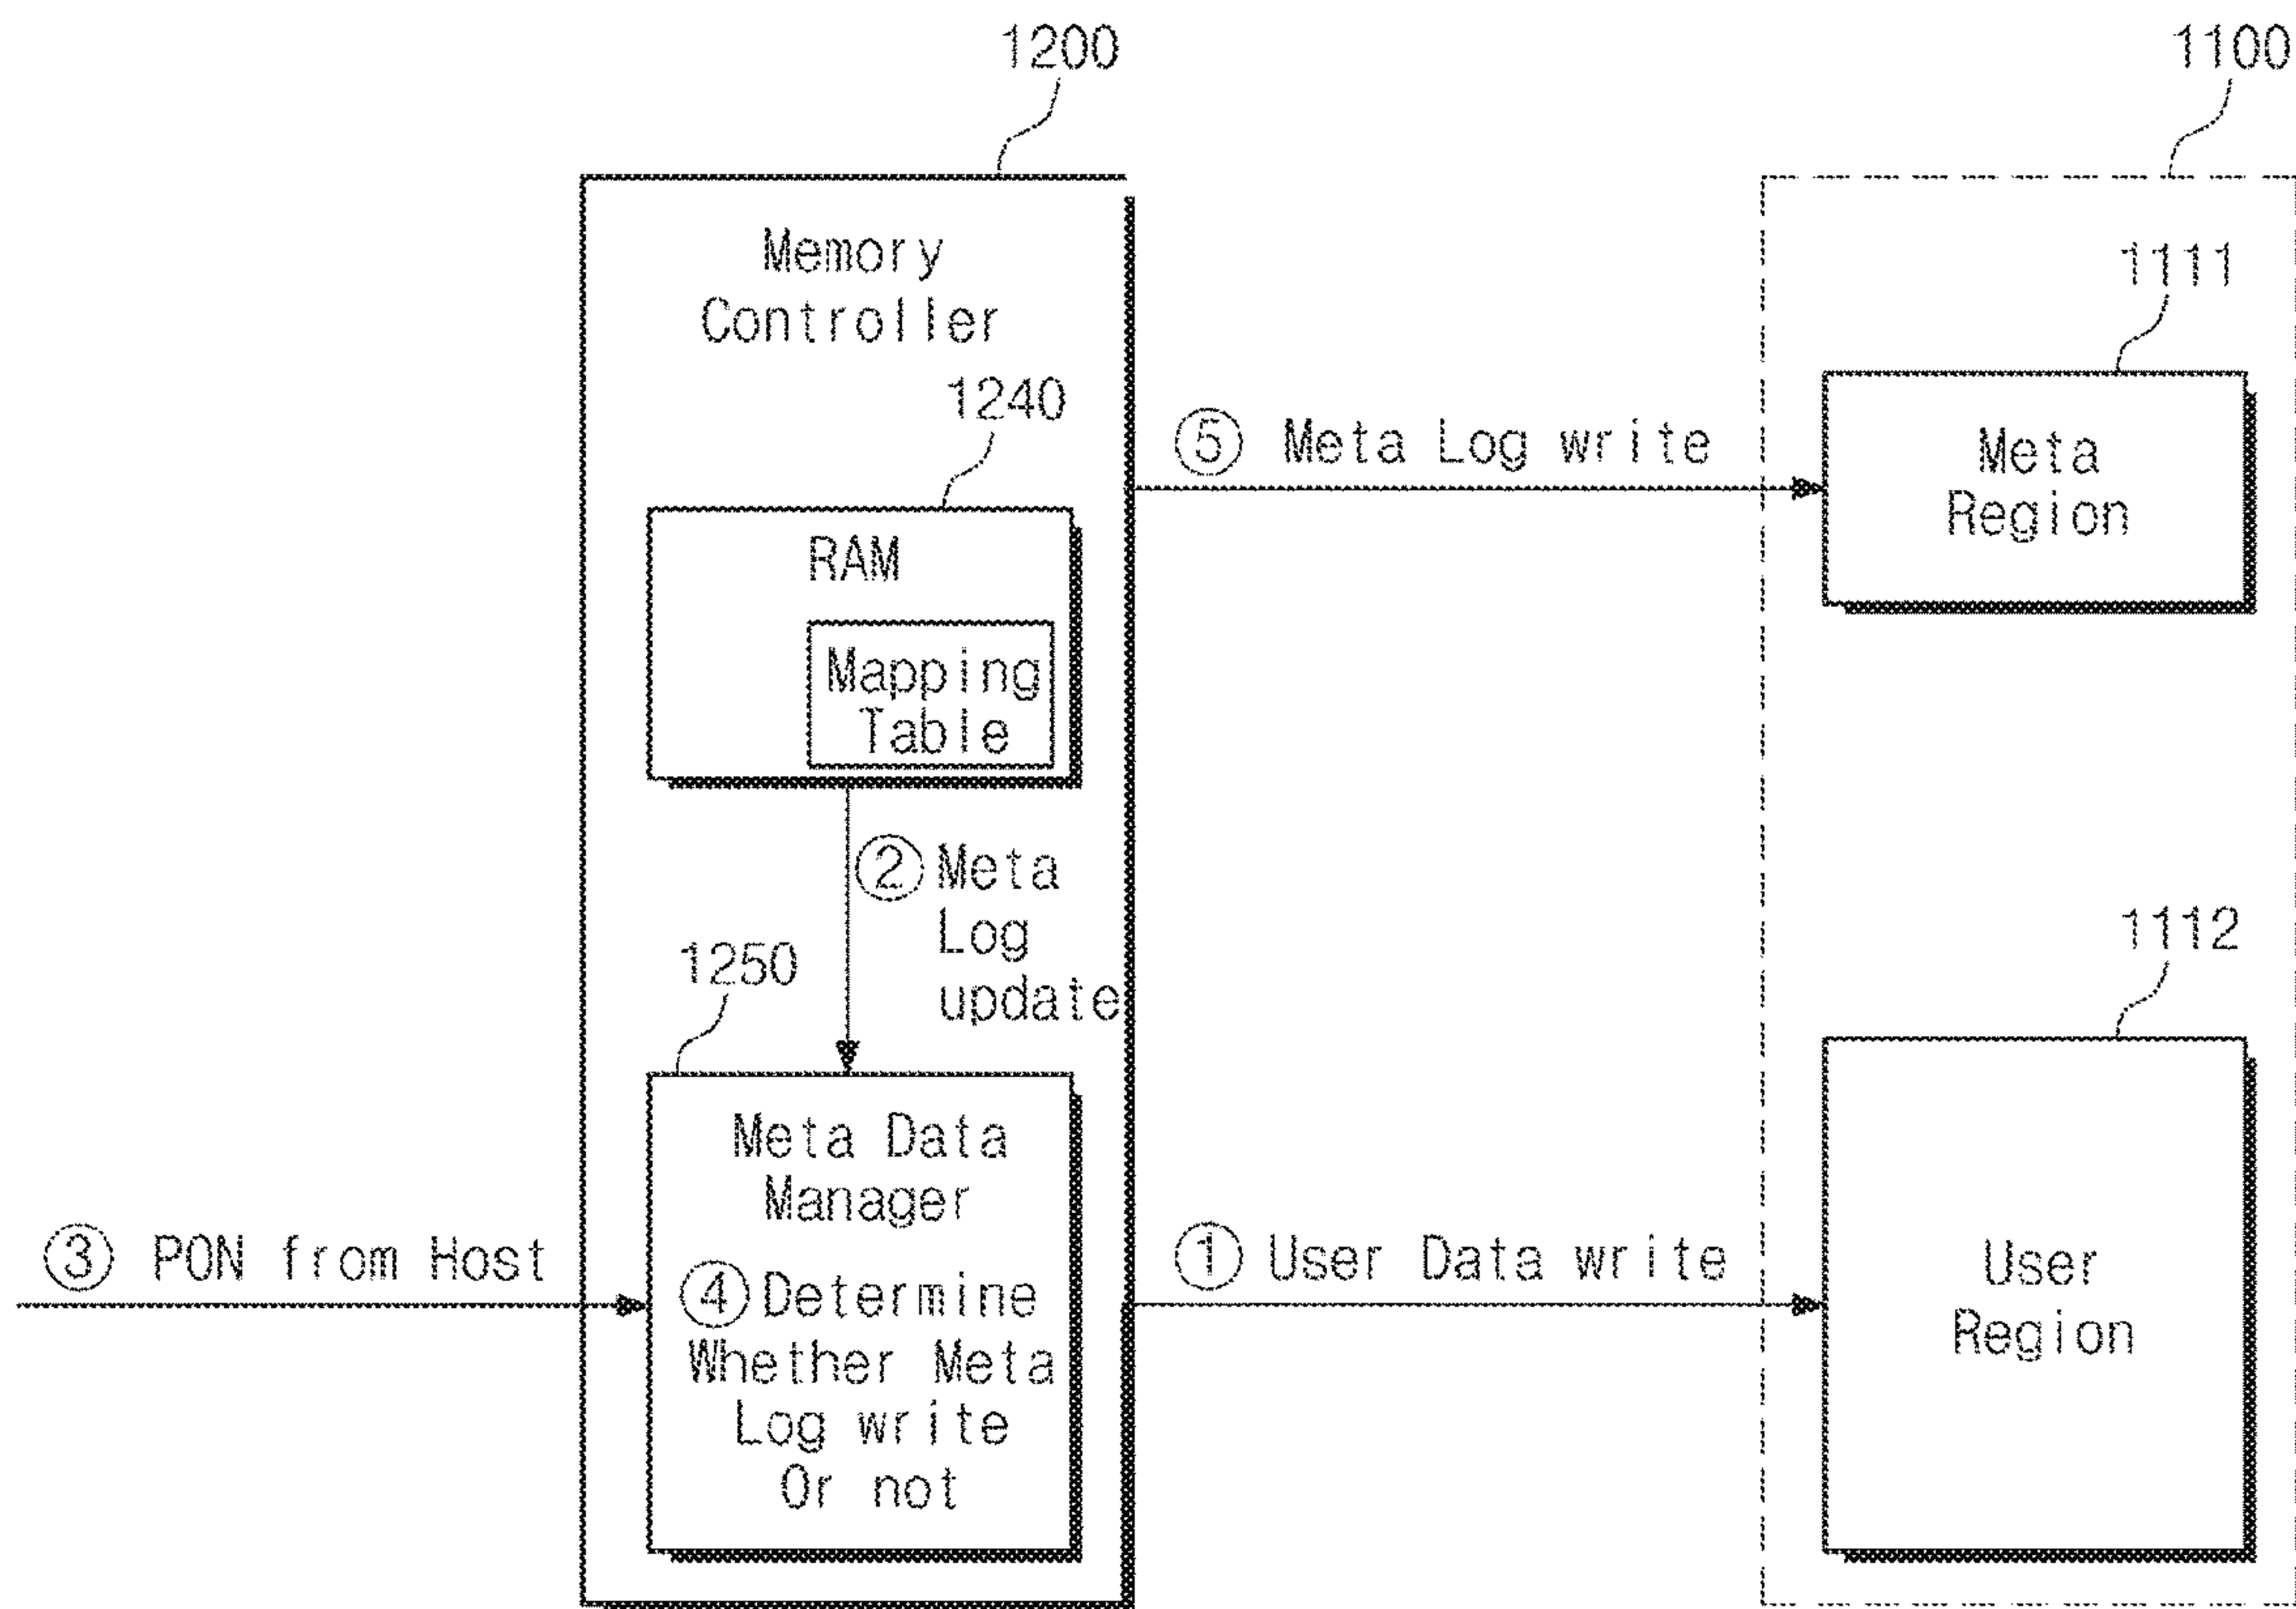 1200
1100
Memory
Controller
1111
1240
⑤ Meta Log write
Meta
Region
RAM
Mapping
Table
② Meta
Log
update
1250
1112
Meta Data
Manager
③ PON from Host
④ Determine
Whether Meta
Log write
Or not
① User Data write
User
Region